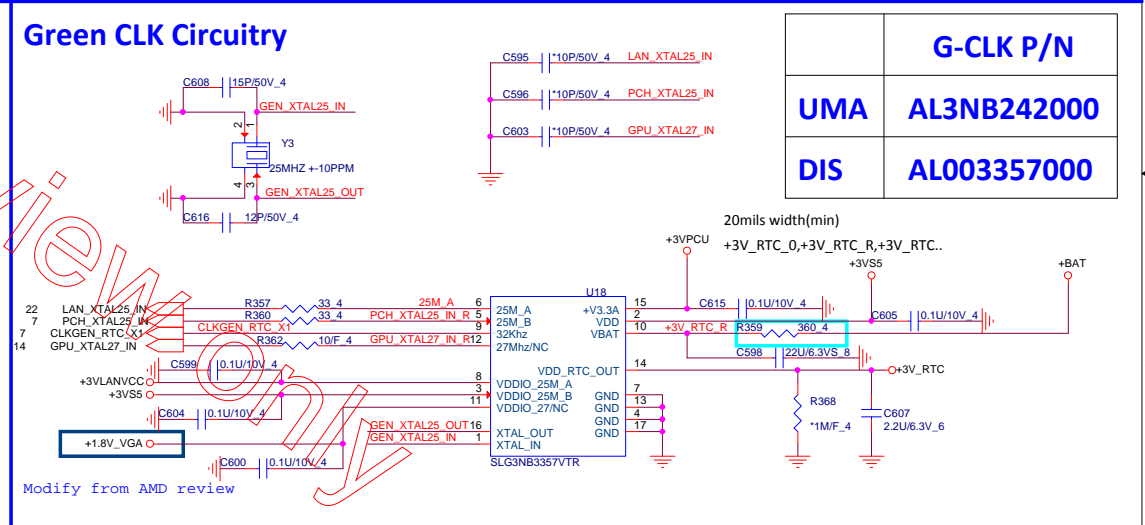 Green CLK Circuitry
G-CLK P/N
UMA AL3NB242000
DIS AL003357000
C608 15P/50V_4
GEN_XTAL25_IN
2 1
Y3
25MHZ +-10PPM
4 3
GEN_XTAL25_OUT
C616 12P/50V_4
C595 *10P/50V_4 LAN_XTAL25_IN
C596 *10P/50V_4 PCH_XTAL25_IN
C603 *10P/50V_4 GPU_XTAL27_IN
20mils width(min)
+3V_RTC_0,+3V_RTC_R,+3V_RTC..
+3VPCU
+3VS5
+BAT
22 LAN_XTAL25_IN R357 33_4 25M_A 6
7 PCH_XTAL25_IN R360 33_4 PCH_XTAL25_IN_R 5
7 CLKGEN_RTC_X1 CLKGEN_RTC_X1 9
14 GPU_XTAL27_IN R362 10/F_4 GPU_XTAL27_IN_R 12
C599 0.1U/10V_4
+3VLANVCC 8
+3VS5 3
11
C604 0.1U/10V_4
+1.8V_VGA
GEN_XTAL25_OUT 16
GEN_XTAL25_IN 1
C600 0.1U/10V_4
Modify from AMD review
U18
25M_A +V3.3A 15
25M_B VDD 2
32Khz VBAT 10
27Mhz/NC
VDD_RTC_OUT 14
VDDIO_25M_A GND 7
VDDIO_25M_B GND 13
VDDIO_27/NC GND 4
GND 17
XTAL_OUT
XTAL_IN
SLG3NB3357VTR
C615 0.1U/10V_4
C605 0.1U/10V_4
+3V_RTC_R R359 360_4
C598 22U/6.3VS_8
+3V_RTC
R368
*1M/F_4
C607
2.2U/6.3V_6
view only